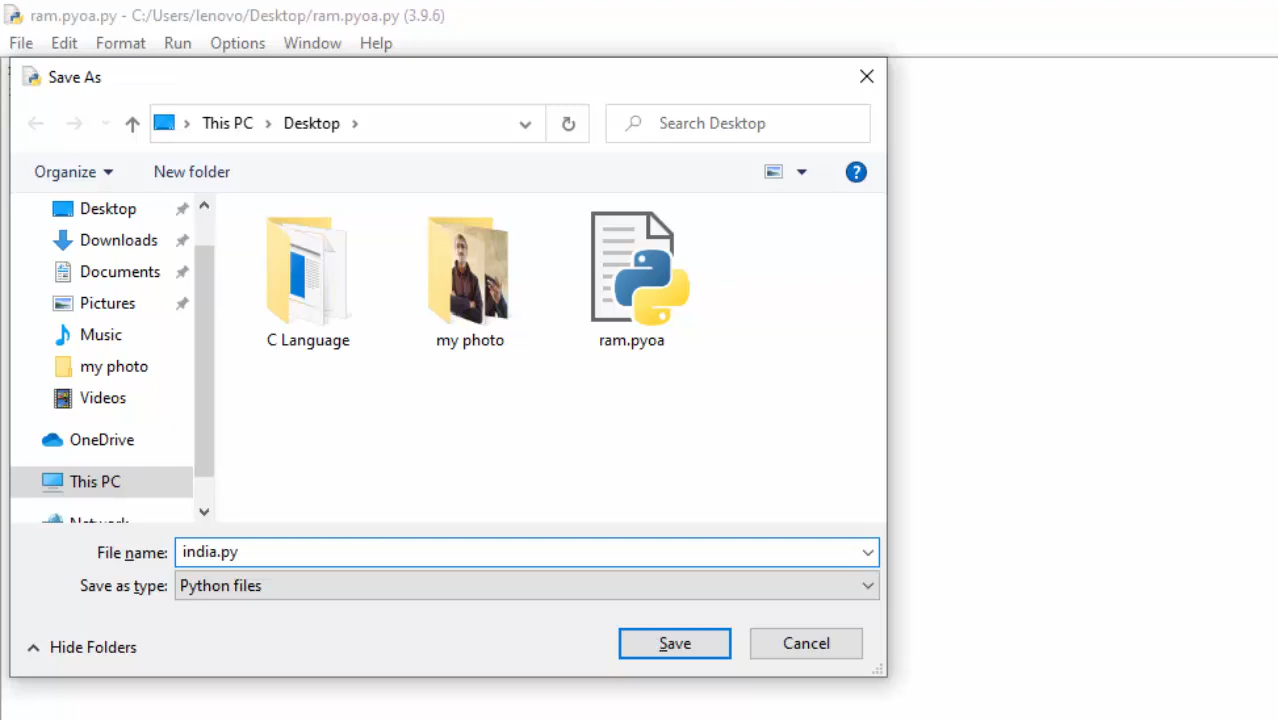 ram.pyoa.py - C:/Users/lenovo/Desktop/ram.pyoa.py (3.9.6)
File Edit Format Run Options Window Help
Save As
This PC > Desktop >
Search Desktop
Organize New folder
?
Desktop
Downloads
Documents
Pictures
Music
my photo
Videos
OneDrive
This PC
Network
C Language my photo ram.pyoa
File name: india.py
Save as type: Python files
Hide Folders
Save Cancel